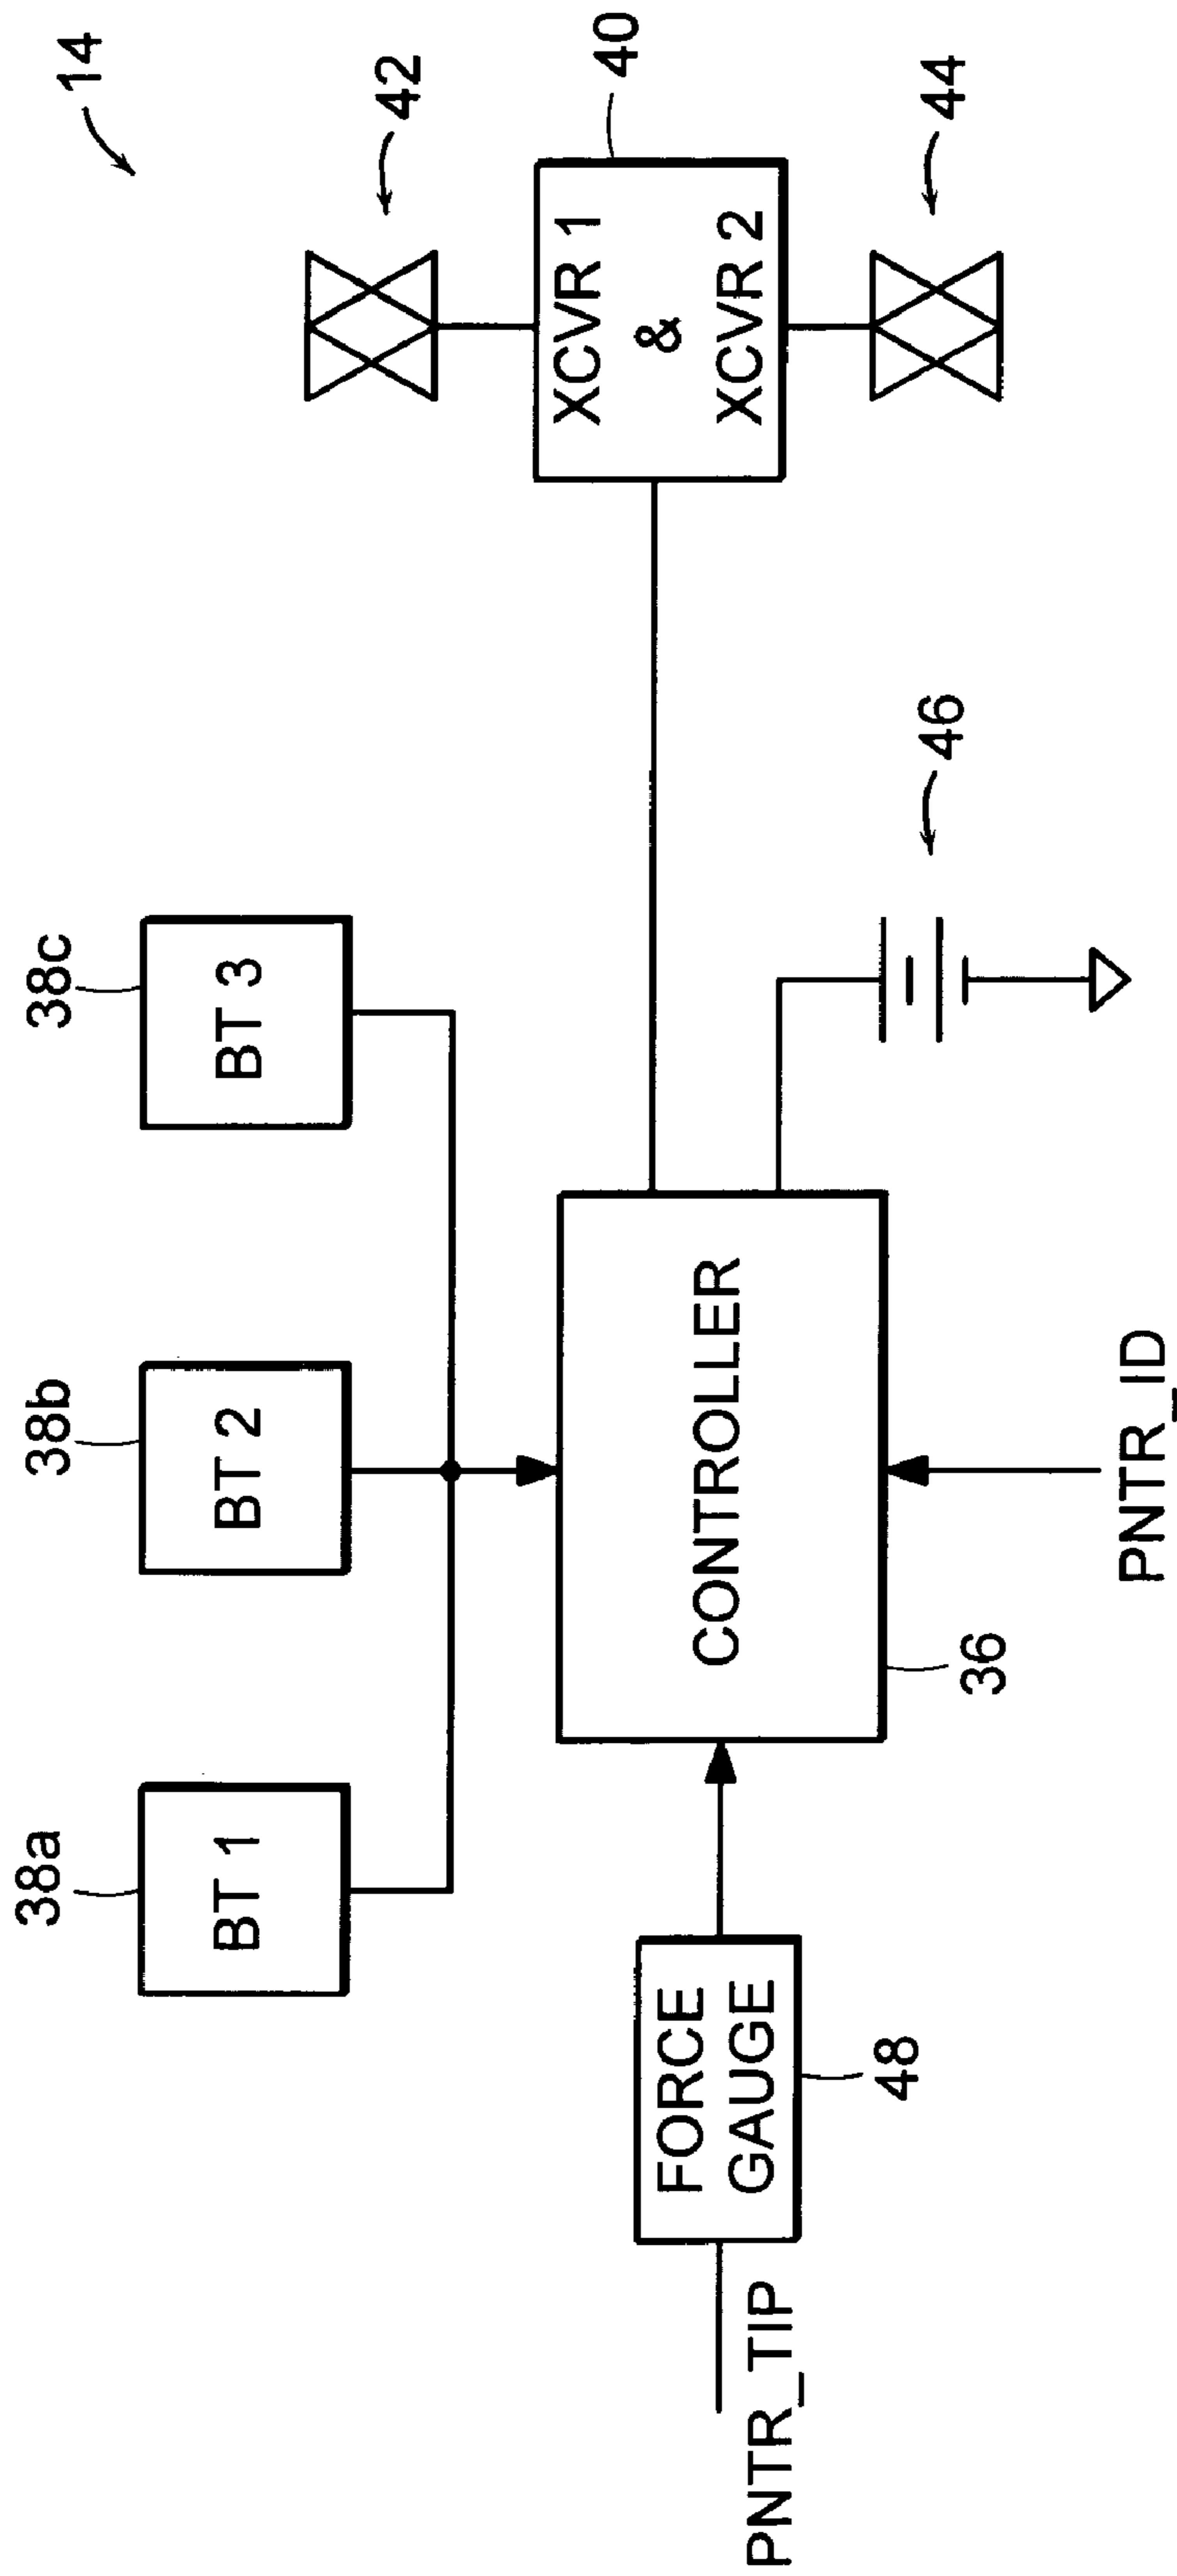 14
38a
38b
38c
42
BT 1
BT 2
BT 3
40
XCVR 1
&
XCVR 2
FORCE
GAUGE
CONTROLLER
PNTR_TIP
48
36
46
44
PNTR_ID